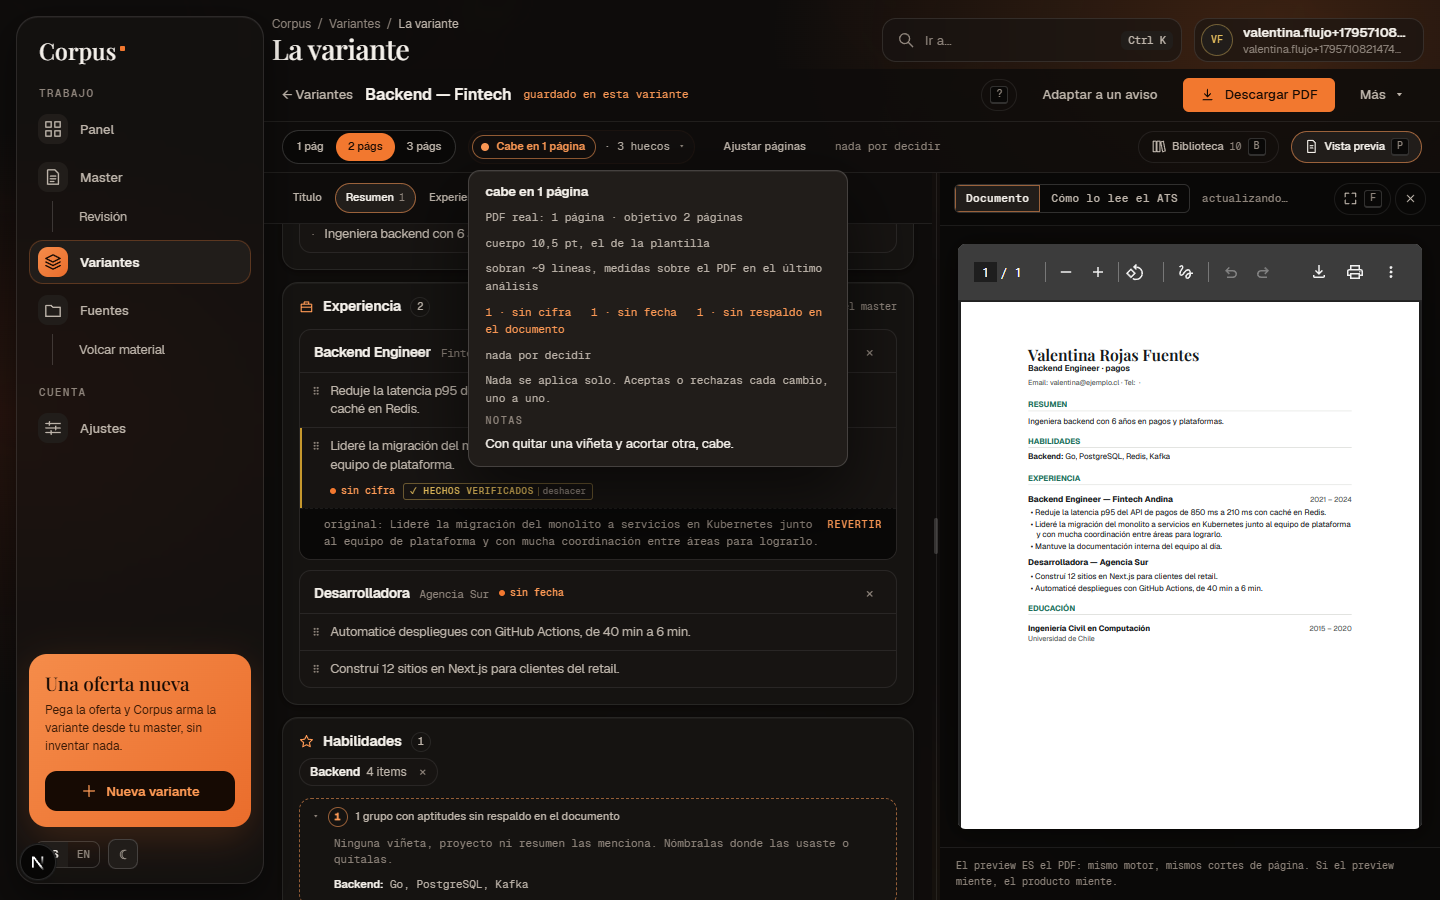 Corpus
TRABAJO
Panel
Master
Revisión
Variantes
Fuentes
Volcar material
CUENTA
Ajustes
Una oferta nueva
Pega la oferta y Corpus arma la
variante desde tu master, sin
inventar nada.
Nueva variante
EN
Corpus / Variantes / La variante
La variante
Ir a…
Ctrl K
VF
valentina.flujo+17957108…
valentina.flujo+1795710821474…
← Variantes
Backend — Fintech
guardado en esta variante
?
Adaptar a un aviso
Descargar PDF
Más
1 pág
2 págs
3 págs
Cabe en 1 página
· 3 huecos
Ajustar páginas
nada por decidir
Biblioteca 10 B
Vista previa P
Título
Resumen 1
Experie
Ingeniera backend con 6
cabe en 1 página
PDF real: 1 página · objetivo 2 páginas
cuerpo 10,5 pt, el de la plantilla
sobran ~9 líneas, medidas sobre el PDF en el último
análisis
1 · sin cifra 1 · sin fecha 1 · sin respaldo en
el documento
nada por decidir
Nada se aplica solo. Aceptas o rechazas cada cambio,
uno a uno.
NOTAS
Con quitar una viñeta y acortar otra, cabe.
Experiencia 2
l master
Backend Engineer Finte
×
Reduje la latencia p95 d
caché en Redis.
Lideré la migración del m
equipo de plataforma.
sin cifra
✓ HECHOS VERIFICADOS | deshacer
original: Lideré la migración del monolito a servicios en Kubernetes junto
al equipo de plataforma y con mucha coordinación entre áreas para lograrlo.
REVERTIR
Desarrolladora Agencia Sur sin fecha
×
Automaticé despliegues con GitHub Actions, de 40 min a 6 min.
Construí 12 sitios en Next.js para clientes del retail.
Habilidades 1
Backend 4 items ×
1 1 grupo con aptitudes sin respaldo en el documento
Ninguna viñeta, proyecto ni resumen las menciona. Nómbralas donde las usaste o
quítalas.
Backend: Go, PostgreSQL, Kafka
Documento
Cómo lo lee el ATS
actualizando…
F
×
1 / 1
Valentina Rojas Fuentes
Backend Engineer · pagos
Email: valentina@ejemplo.cl · Tel: ·
RESUMEN
Ingeniera backend con 6 años en pagos y plataformas.
HABILIDADES
Backend: Go, PostgreSQL, Redis, Kafka
EXPERIENCIA
Backend Engineer — Fintech Andina 2021 – 2024
• Reduje la latencia p95 del API de pagos de 850 ms a 210 ms con caché en Redis.
• Lideré la migración del monolito a servicios en Kubernetes junto al equipo de plataforma
y con mucha coordinación entre áreas para lograrlo.
• Mantuve la documentación interna del equipo al día.
Desarrolladora — Agencia Sur
• Construí 12 sitios en Next.js para clientes del retail.
• Automaticé despliegues con GitHub Actions, de 40 min a 6 min.
EDUCACIÓN
Ingeniería Civil en Computación 2015 – 2020
Universidad de Chile
El preview ES el PDF: mismo motor, mismos cortes de página. Si el preview
miente, el producto miente.